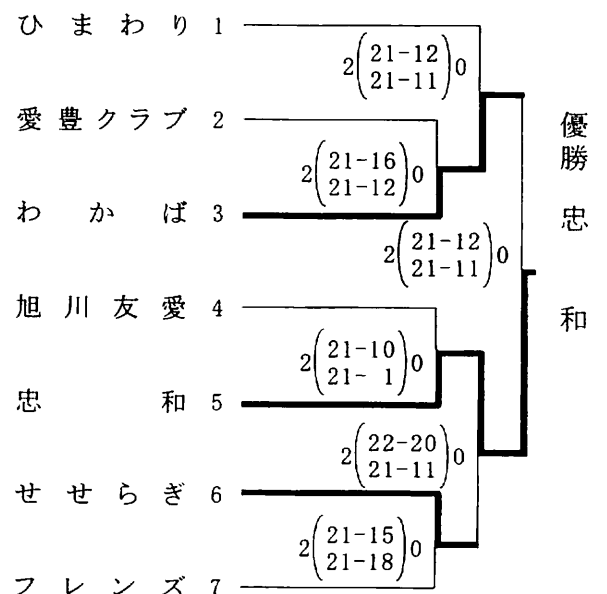 ひまわり 1
2(21-12 21-11)0
愛豊クラブ 2
2(21-16 21-12)0
わかば 3
2(21-12 21-11)0
旭川友愛 4
2(21-10 21- 1)0
忠和 5
2(22-20 21-11)0
せせらぎ 6
2(21-15 21-18)0
フレンズ 7
優勝 忠和